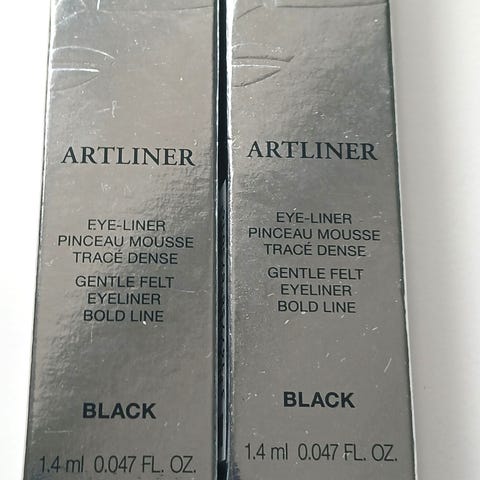 ARTLINER
EYE-LINER
PINCEAU MOUSSE
TRACÉ DENSE
GENTLE FELT
EYELINER
BOLD LINE
BLACK
1.4 ml 0.047 FL. OZ.
ARTLINER
EYE-LINER
PINCEAU MOUSSE
TRACÉ DENSE
GENTLE FELT
EYELINER
BOLD LINE
BLACK
1.4 ml 0.047 FL. OZ.